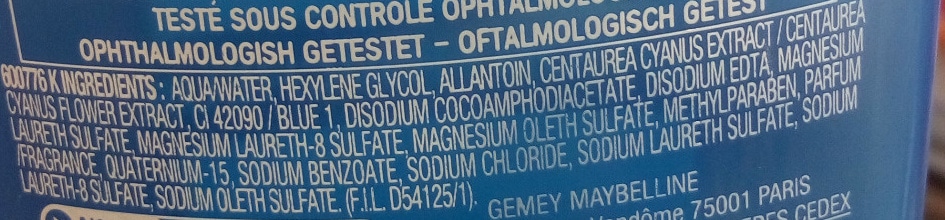 TESTÉ SOUS CONTRÔLE
OPHTHALMOLOGISH GETESTET – OFTALMOLOGISCH GETEST
600776 K INGREDIENTS : AQUA/WATER, HEXYLENE GLYCOL, ALLANTOIN, CENTAUREA CYANUS EXTRACT / CENTAUREA
CYANUS FLOWER EXTRACT, CI 42090 / BLUE 1, DISODIUM COCOAMPHODIACETATE, DISODIUM EDTA, MAGNESIUM
LAURETH SULFATE, MAGNESIUM LAURETH-8 SULFATE, MAGNESIUM OLETH SULFATE, METHYLPARABEN, PARFUM
/FRAGRANCE, QUATERNIUM-15, SODIUM BENZOATE, SODIUM CHLORIDE, SODIUM LAURETH SULFATE, SODIUM
LAURETH-8 SULFATE, SODIUM OLETH SULFATE. (F.I.L. D54125/1).
GEMEY MAYBELLINE
75001 PARIS
CEDEX